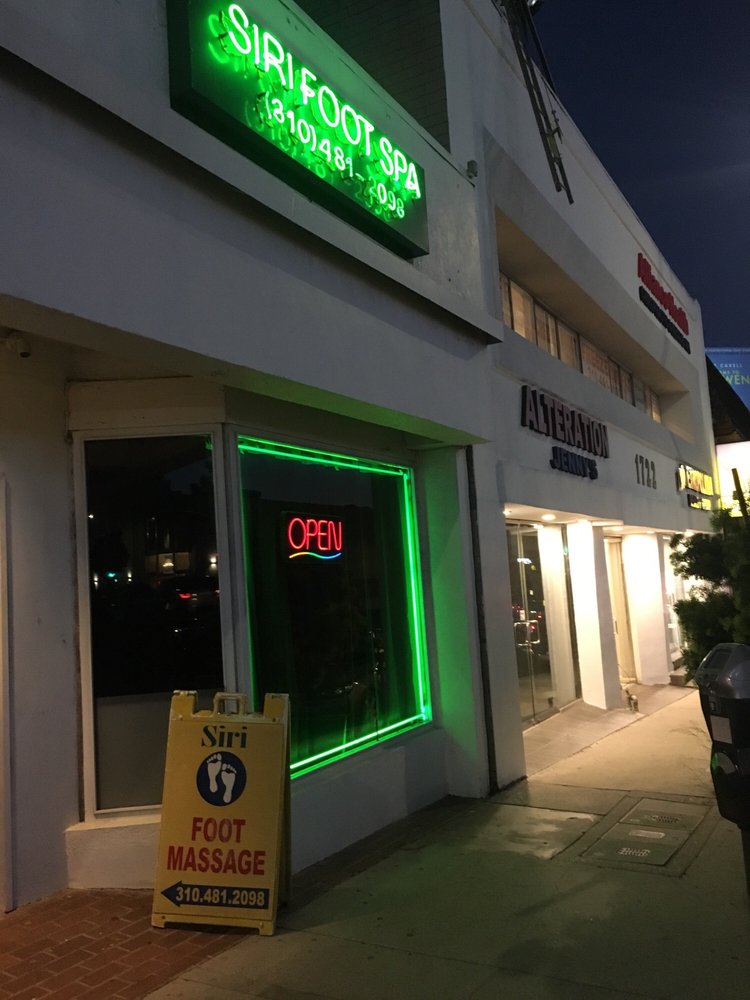 SIRI FOOT SPA
(310)481-2098
OPEN
ALTERATION
JENNY'S
1722
Siri
FOOT
MASSAGE
310.481.2098